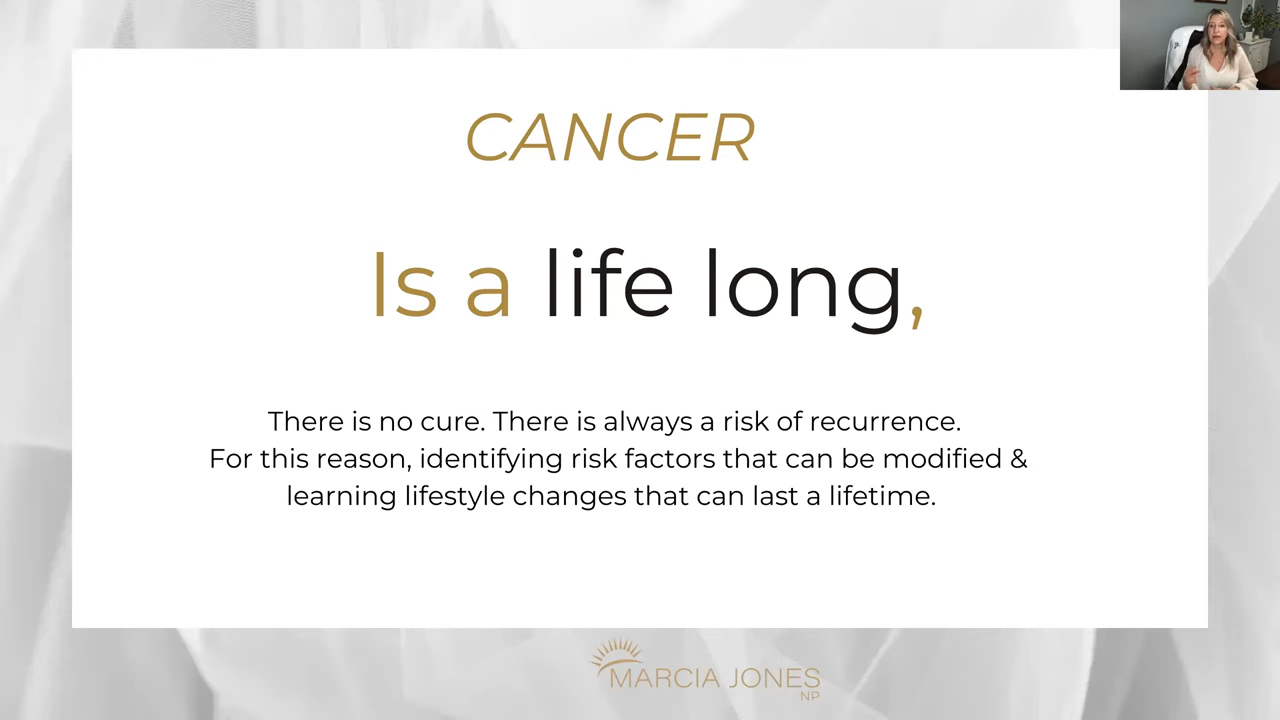 CANCER
Is a life long,
There is no cure. There is always a risk of recurrence.
For this reason, identifying risk factors that can be modified &
learning lifestyle changes that can last a lifetime.
MARCIA JONES
NP